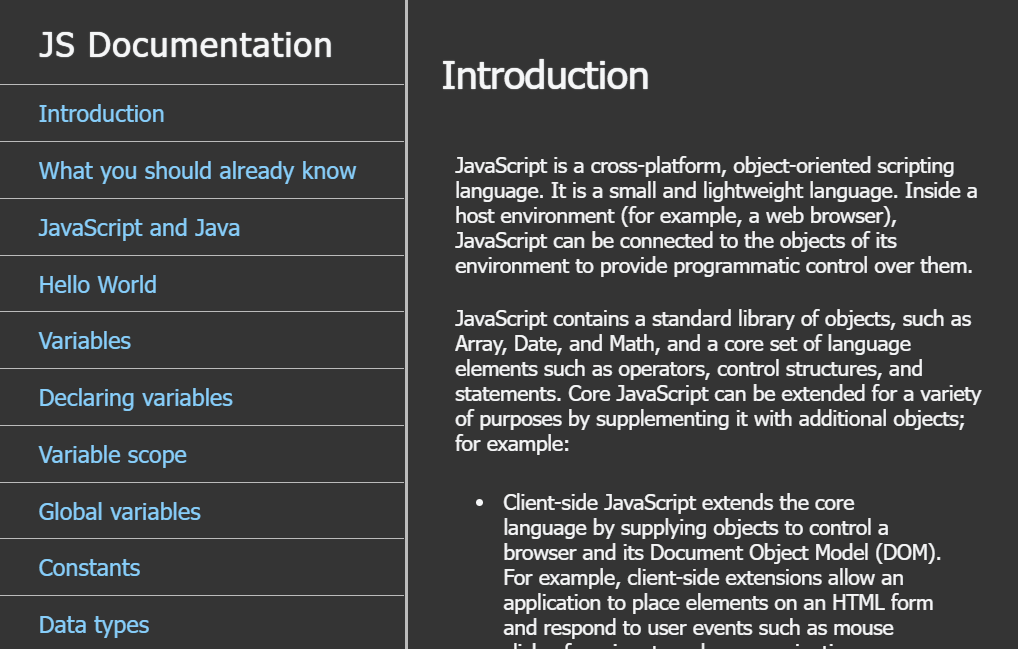 JS Documentation
Introduction
What you should already know
JavaScript and Java
Hello World
Variables
Declaring variables
Variable scope
Global variables
Constants
Data types
Introduction
JavaScript is a cross-platform, object-oriented scripting
language. It is a small and lightweight language. Inside a
host environment (for example, a web browser),
JavaScript can be connected to the objects of its
environment to provide programmatic control over them.
JavaScript contains a standard library of objects, such as
Array, Date, and Math, and a core set of language
elements such as operators, control structures, and
statements. Core JavaScript can be extended for a variety
of purposes by supplementing it with additional objects;
for example:
• Client-side JavaScript extends the core
language by supplying objects to control a
browser and its Document Object Model (DOM).
For example, client-side extensions allow an
application to place elements on an HTML form
and respond to user events such as mouse